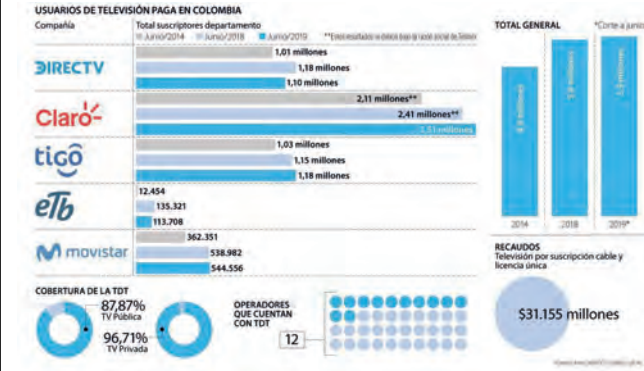 USUARIOS DE TELEVISIÓN PAGA EN COLOMBIA
Compañía
Total suscriptores departamento
Junio/2014
Junio/2018
Junio/2019
DIRECTV
1,01 millones
1,18 millones
1,10 millones
Claro
2,11 millones**
2,41 millones**
tigo
1,03 millones
1,15 millones
1,18 millones
eTb
12.454
135.321
113.708
movistar
362.351
538.982
544.556
TOTAL GENERAL
*Corte a junio
2014
2018
2019*
COBERTURA DE LA TDT
87,87%
TV Pública
96,71%
TV Privada
OPERADORES
QUE CUENTAN
CON TDT
12
RECAUDOS
Televisión por suscripción cable y
licencia única
$31.155 millones